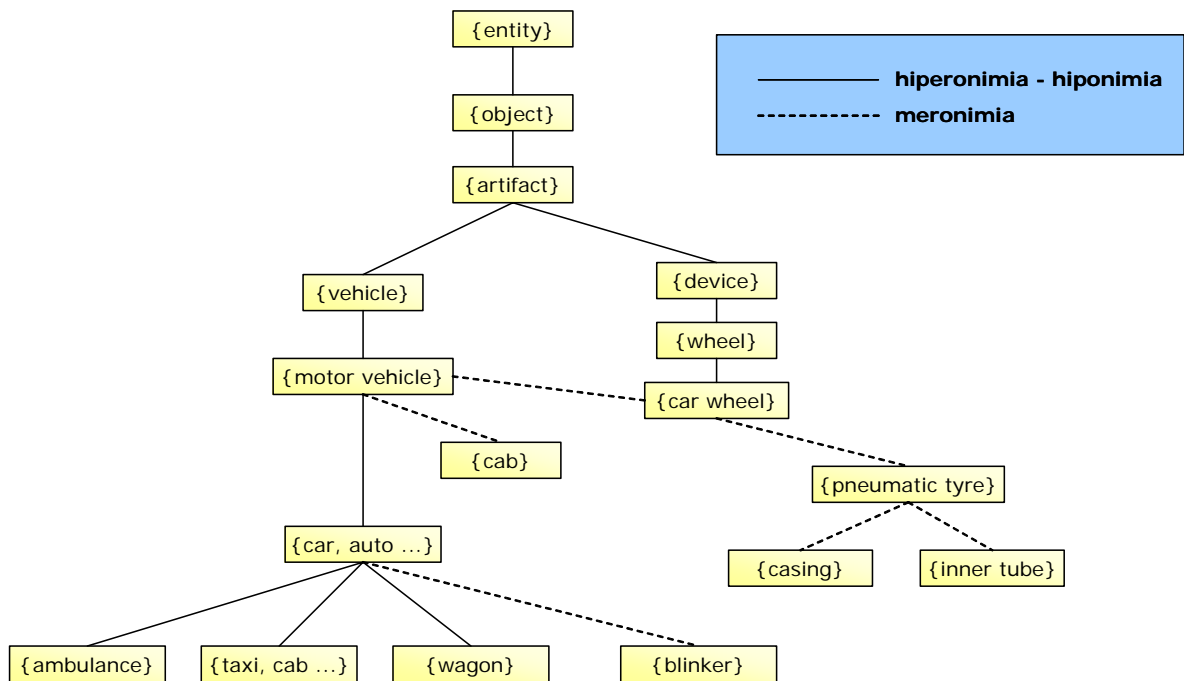 {entity}
hiperonimia - hiponimia
meronimia
{object}
{artifact}
{vehicle}
{device}
{wheel}
{motor vehicle}
{car wheel}
{cab}
{pneumatic tyre}
{car, auto ...}
{casing}
{inner tube}
{ambulance}
{taxi, cab ...}
{wagon}
{blinker}